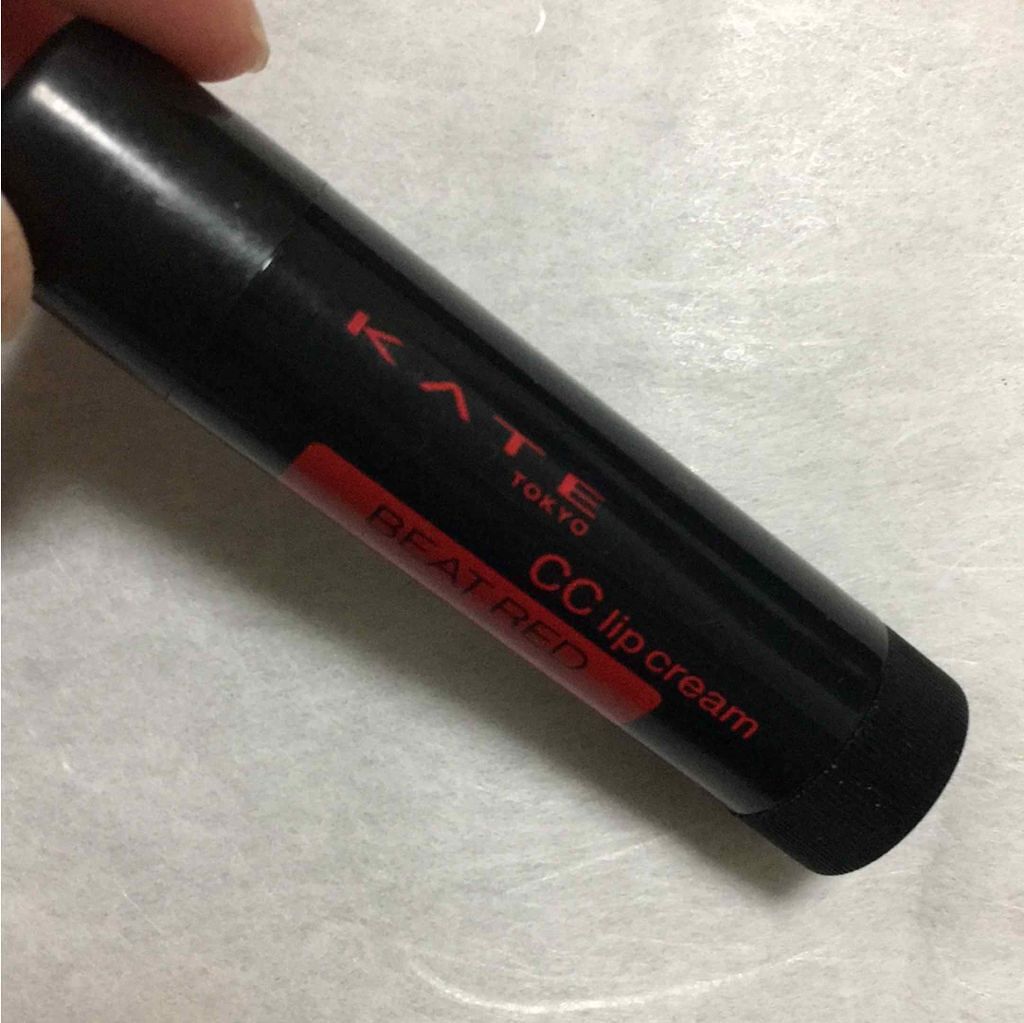 KATE
TOKYO
CC lip cream
BEAT RED